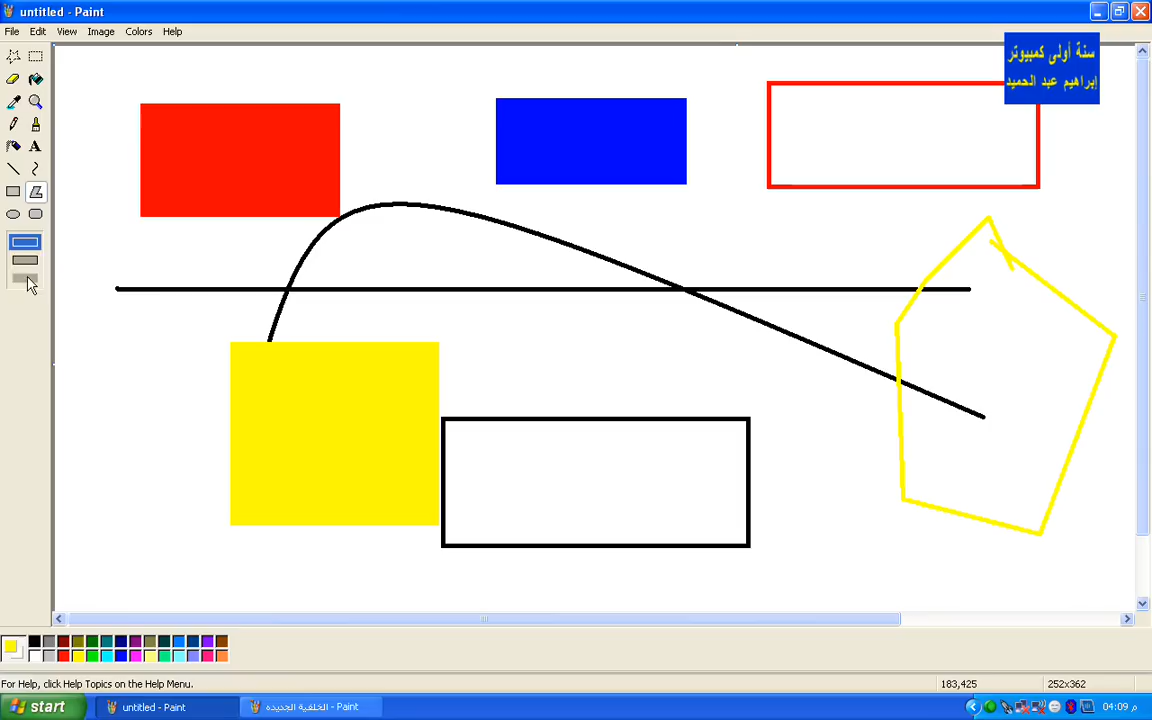 untitled - Paint
File Edit View Image Colors Help
سنة أولى كمبيوتر
إبراهيم عبد الحميد
A
For Help, click Help Topics on the Help Menu.
183,425
252x362
start
untitled - Paint
الخلفية الجديده - Paint
04:09 م